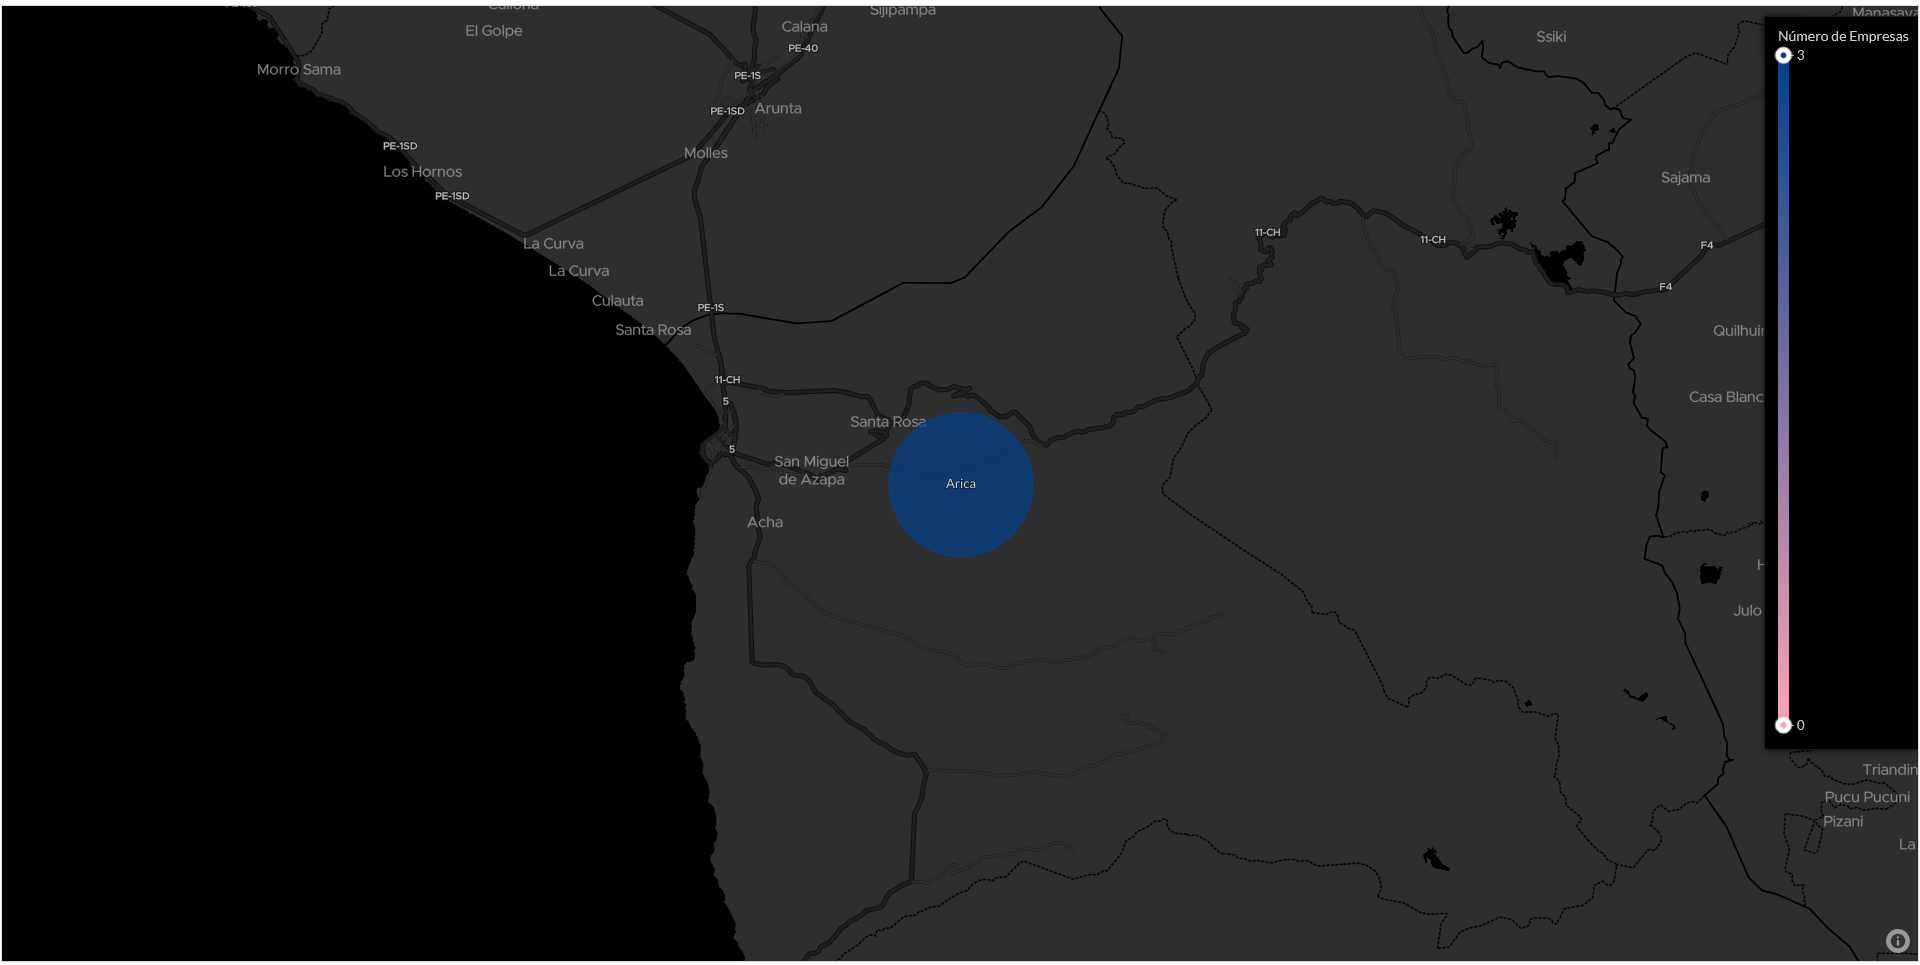 Sijipampa
El Golpe
Calana
Ssiki
Número de Empresas
PE-40
3
Morro Sama
PE-1S
PE-1SD
Arunta
PE-1SD
Molles
Los Hornos
Sajama
PE-1SD
11-CH
11-CH
La Curva
F4
La Curva
F4
Culauta
PE-1S
Santa Rosa
Quilhuir
11-CH
Casa Blanc
5
Santa Rosa
5
San Miguel
de Azapa
Arica
Acha
H
Julo
0
Triandin
Pucu Pucuni
Pizani
La